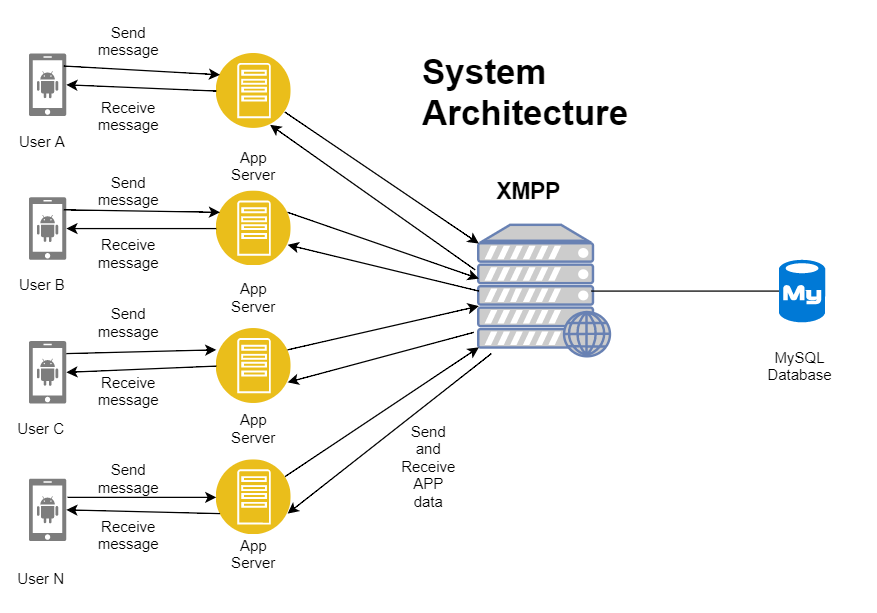 Send
message
System
Architecture
Receive
message
User A
App
Server
Send
message
XMPP
Receive
message
User B
App
Server
My
Send
message
MySQL
Database
Receive
message
User C
App
Server
Send
and
Receive
APP
data
Send
message
Receive
message
App
Server
User N